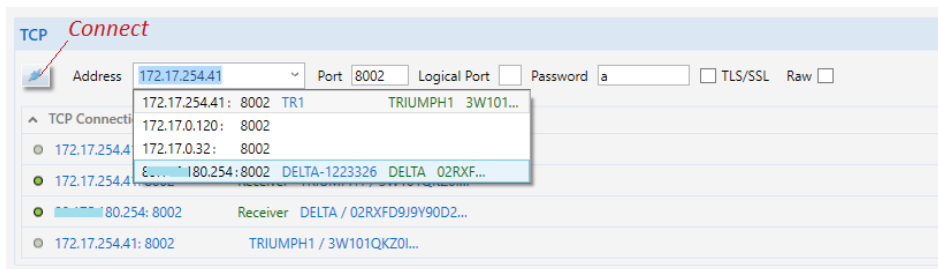 Connect
TCP
Address 172.17.254.41 Port 8002 Logical Port Password a TLS/SSL Raw
172.17.254.41: 8002 TR1 TRIUMPH1 3W101...
TCP Connecti
172.17.0.120: 8002
172.17.0.32: 8002
172.17.254.4
180.254:8002 DELTA-1223326 DELTA 02RXF...
172.17.254.41: 8002 Receiver
80.254: 8002 Receiver DELTA / 02RXFD9J9Y90D2...
172.17.254.41: 8002 TRIUMPH1 / 3W101QKZ0I...